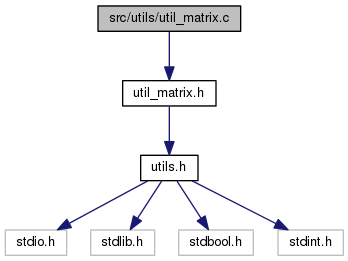 src/utils/util_matrix.c
util_matrix.h
utils.h
stdio.h
stdlib.h
stdbool.h
stdint.h